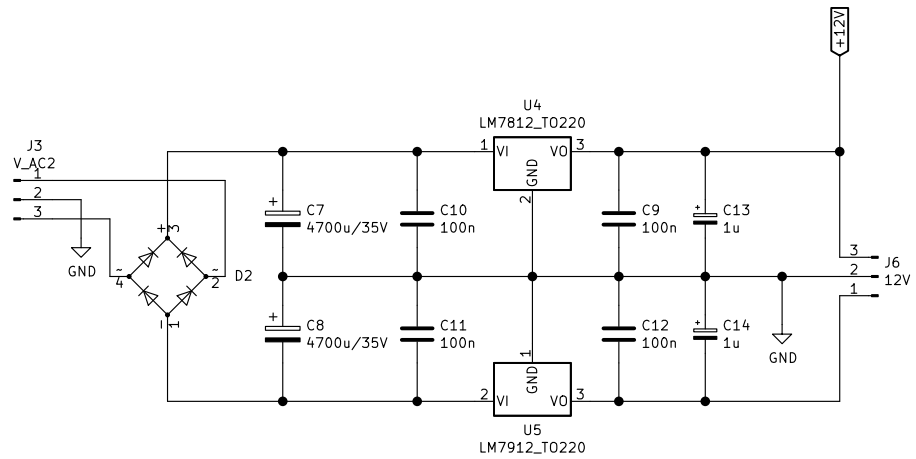 +12V
U4
LM7812_TO220
J3
V_AC2
1
2
3
1
VI
VO
3
GND
2
+
C7
4700u/35V
C10
100n
C9
100n
+
C13
1u
GND
+
3
~
4
~
2
D2
−
1
3
2
1
J6
12V
+
C8
4700u/35V
C11
100n
C12
100n
+
C14
1u
GND
1
GND
2
VI
VO
3
U5
LM7912_TO220